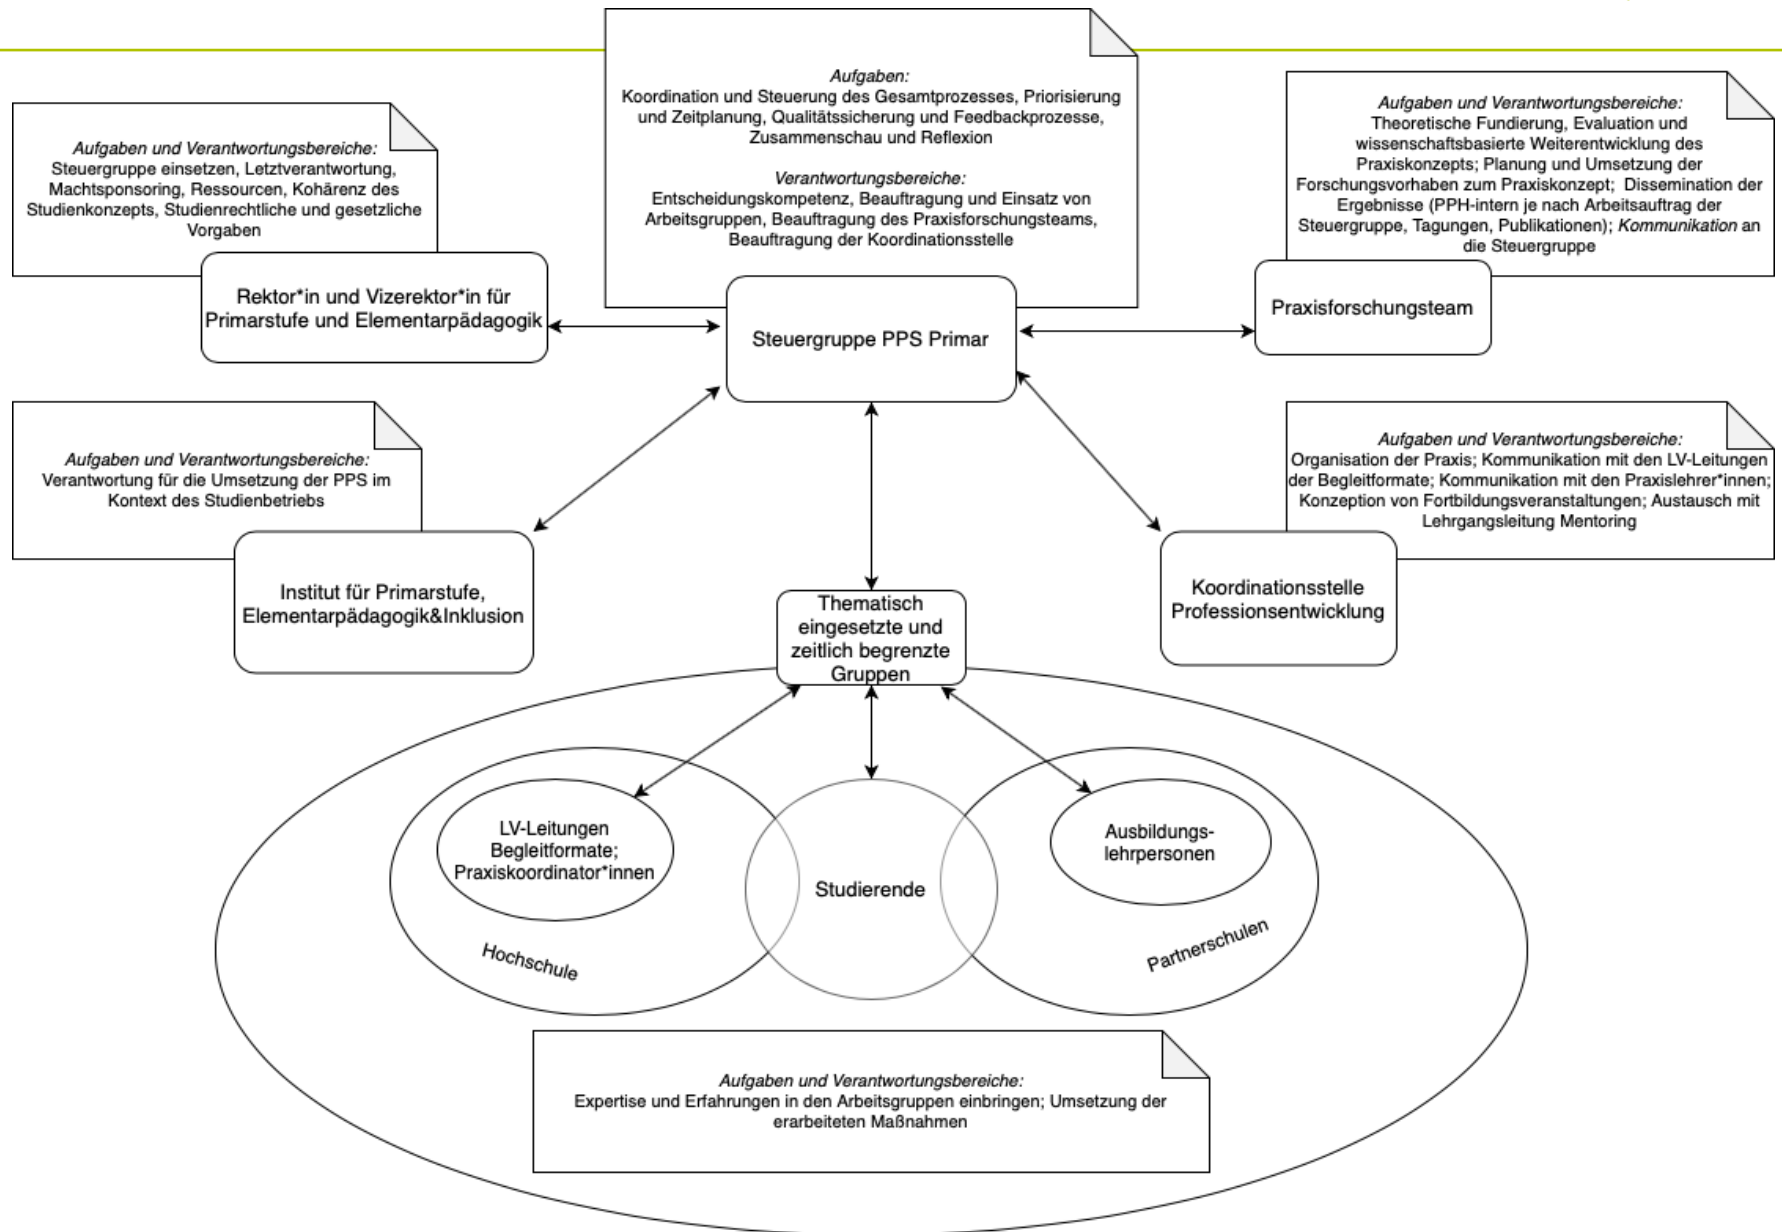 Aufgaben:
Koordination und Steuerung des Gesamtprozesses, Priorisierung
und Zeitplanung, Qualitätssicherung und Feedbackprozesse,
Zusammenschau und Reflexion
Verantwortungsbereiche:
Entscheidungskompetenz, Beauftragung und Einsatz von
Arbeitsgruppen, Beauftragung des Praxisforschungsteams,
Beauftragung der Koordinationsstelle
Aufgaben und Verantwortungsbereiche:
Steuergruppe einsetzen, Letztverantwortung,
Machtsponsoring, Ressourcen, Kohärenz des
Studienkonzepts, Studienrechtliche und gesetzliche
Vorgaben
Aufgaben und Verantwortungsbereiche:
Theoretische Fundierung, Evaluation und
wissenschaftsbasierte Weiterentwicklung des
Praxiskonzepts; Planung und Umsetzung der
Forschungsvorhaben zum Praxiskonzept; Dissemination der
Ergebnisse (PPH-intern je nach Arbeitsauftrag der
Steuergruppe, Tagungen, Publikationen); Kommunikation an
die Steuergruppe
Rektor*in und Vizerektor*in für
Primarstufe und Elementarpädagogik
Steuergruppe PPS Primar
Praxisforschungsteam
Aufgaben und Verantwortungsbereiche:
Verantwortung für die Umsetzung der PPS im
Kontext des Studienbetriebs
Aufgaben und Verantwortungsbereiche:
Organisation der Praxis; Kommunikation mit den LV-Leitungen
der Begleitformate; Kommunikation mit den Praxislehrer*innen;
Konzeption von Fortbildungsveranstaltungen; Austausch mit
Lehrgangsleitung Mentoring
Institut für Primarstufe,
Elementarpädagogik&Inklusion
Thematisch
eingesetzte und
zeitlich begrenzte
Gruppen
Koordinationsstelle
Professionsentwicklung
LV-Leitungen
Begleitformate;
Praxiskoordinator*innen
Hochschule
Studierende
Ausbildungs-
lehrpersonen
Partnerschulen
Aufgaben und Verantwortungsbereiche:
Expertise und Erfahrungen in den Arbeitsgruppen einbringen; Umsetzung der
erarbeiteten Maßnahmen